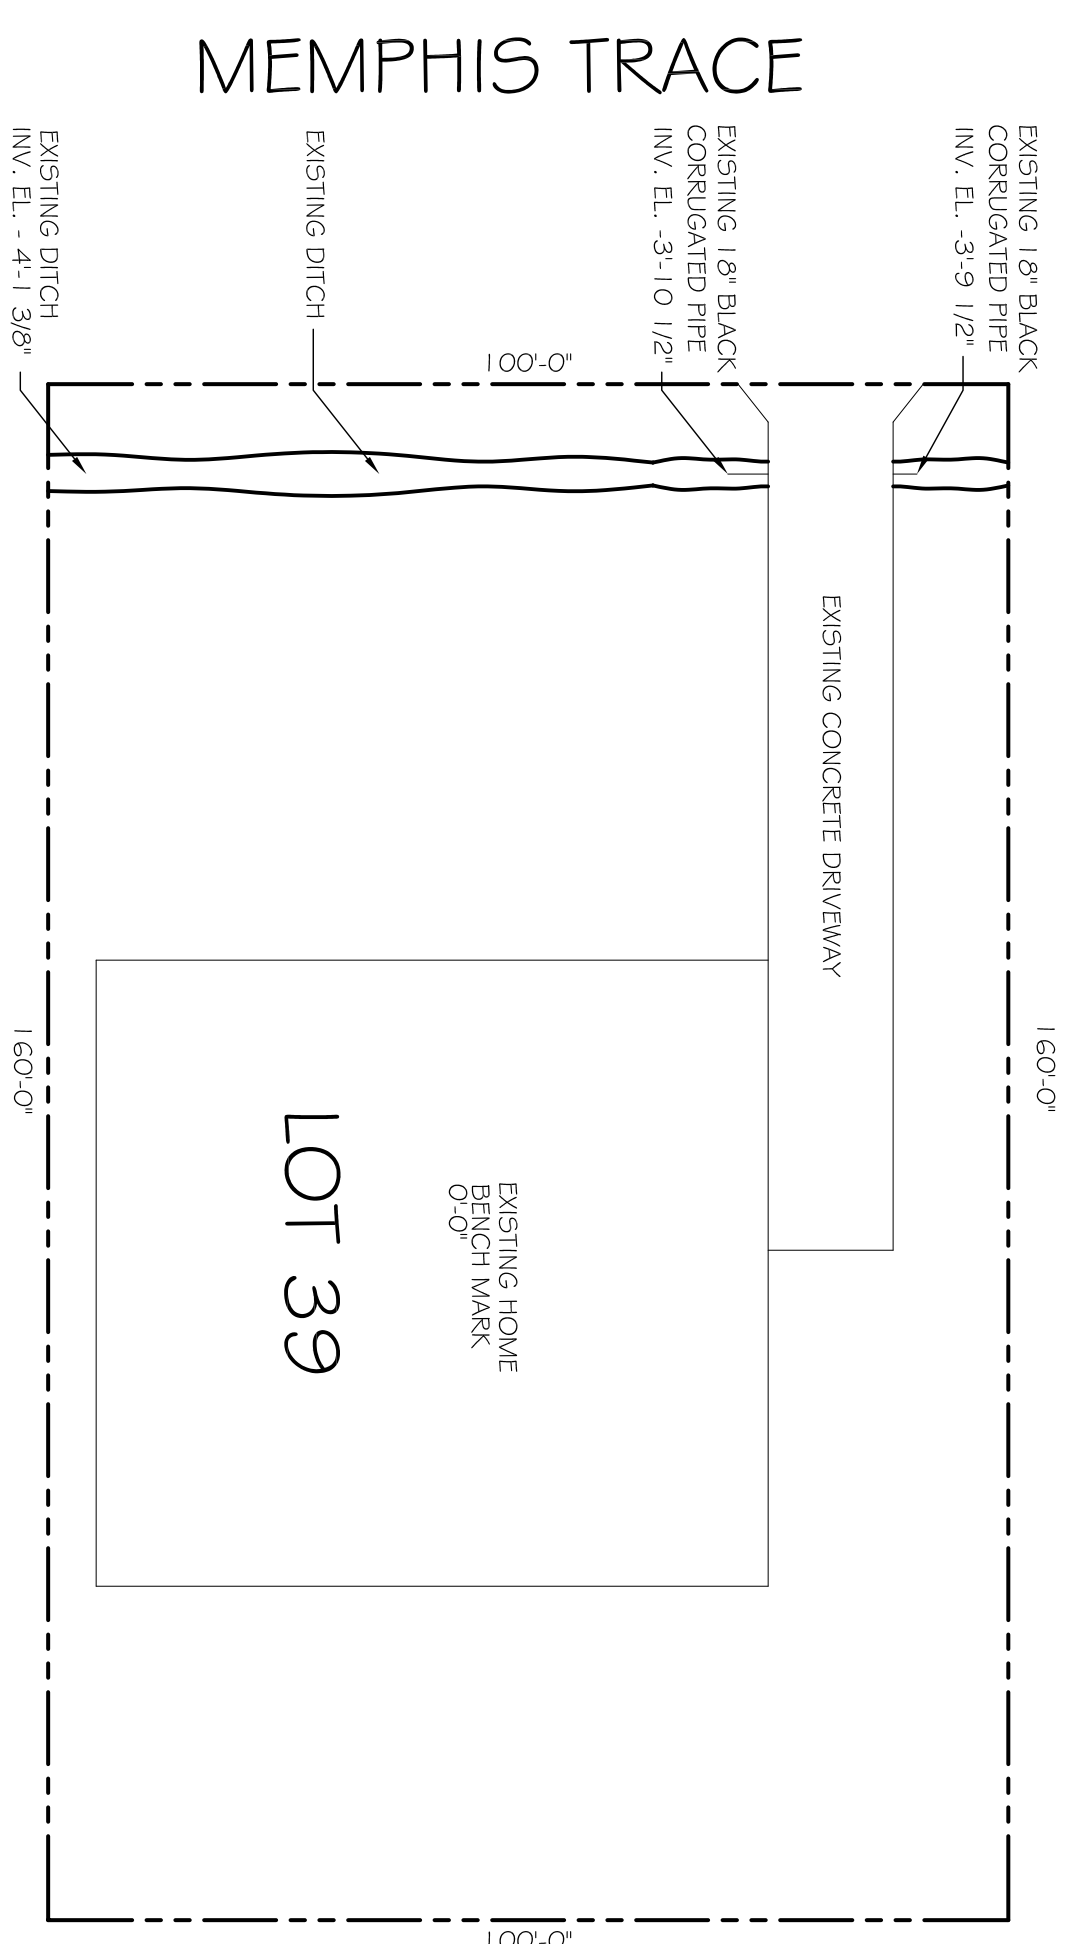 MEMPHIS TRACE
EXISTING DITCH
INV. EL. - 4'-1 3/8"
EXISTING DITCH
EXISTING 18" BLACK
CORRUGATED PIPE
INV. EL. -3'-10 1/2"
EXISTING 18" BLACK
CORRUGATED PIPE
INV. EL. -3'-9 1/2"
100'-0"
EXISTING CONCRETE DRIVEWAY
160'-0"
160'-0"
EXISTING HOME
BENCH MARK
0'-0"
LOT 39
100'-0"